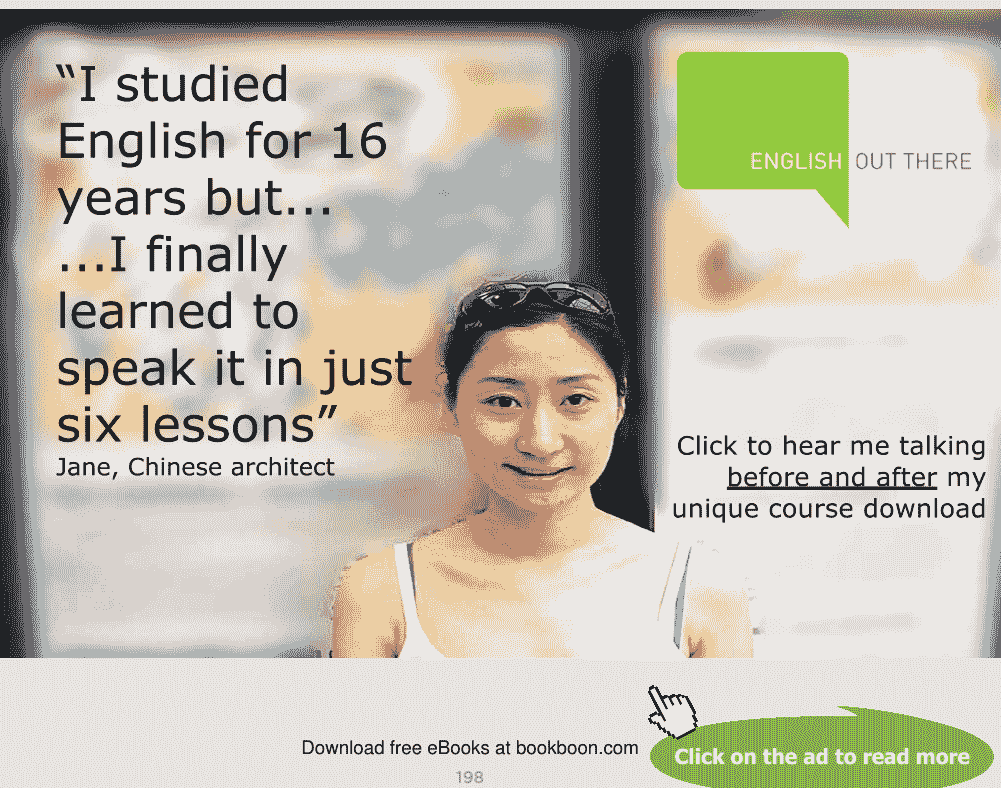 “I studied
English for 16
years but...
...I finally
learned to
speak it in just
six lessons”
Jane, Chinese architect
ENGLISH OUT THERE
Click to hear me talking
before and after my
unique course download
Download free eBooks at bookboon.com
Click on the ad to read more
198